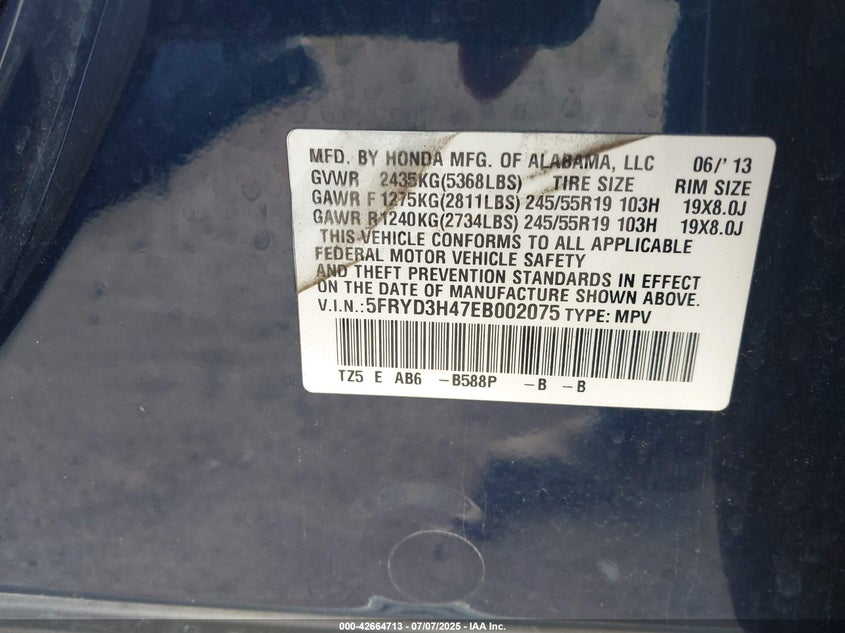 MFD. BY HONDA MFG. OF ALABAMA, LLC 06/'13
GVWR 2435KG(5368LBS) TIRE SIZE RIM SIZE
GAWR F 1275KG(2811LBS) 245/55R19 103H 19X8.0J
GAWR R1240KG(2734LBS) 245/55R19 103H 19X8.0J
THIS VEHICLE CONFORMS TO ALL APPLICABLE
FEDERAL MOTOR VEHICLE SAFETY
AND THEFT PREVENTION STANDARDS IN EFFECT
ON THE DATE OF MANUFACTURE SHOWN ABOVE.
V.I.N.:5FRYD3H47EB002075 TYPE: MPV
TZ5 E AB6 -B588P -B -B
000-42664713 - 07/07/2025 - IAA Inc.